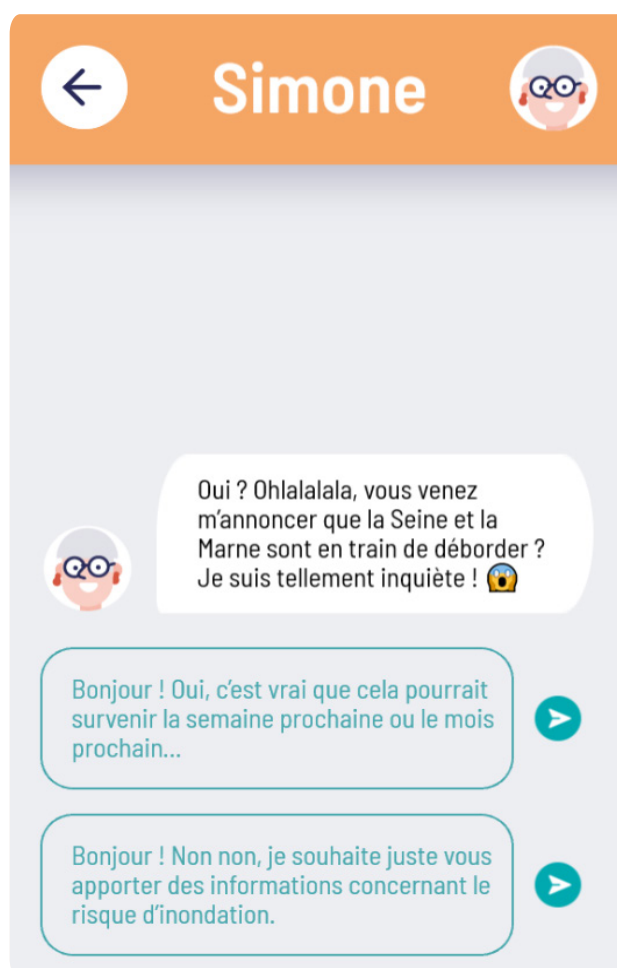 Simone
Oui ? Ohlalalala, vous venez
m'annoncer que la Seine et la
Marne sont en train de déborder ?
Je suis tellement inquiète ! 😱
Bonjour ! Oui, c'est vrai que cela pourrait
survenir la semaine prochaine ou le mois
prochain...
Bonjour ! Non non, je souhaite juste vous
apporter des informations concernant le
risque d'inondation.